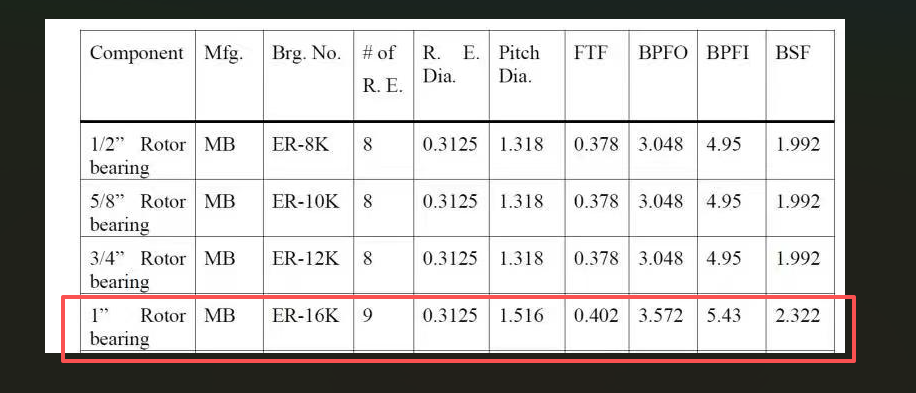 Component Mfg. Brg. No. # of R. E. R. E. Dia. Pitch Dia. FTF BPFO BPFI BSF
1/2” Rotor bearing MB ER-8K 8 0.3125 1.318 0.378 3.048 4.95 1.992
5/8” Rotor bearing MB ER-10K 8 0.3125 1.318 0.378 3.048 4.95 1.992
3/4” Rotor bearing MB ER-12K 8 0.3125 1.318 0.378 3.048 4.95 1.992
1” Rotor bearing MB ER-16K 9 0.3125 1.516 0.402 3.572 5.43 2.322